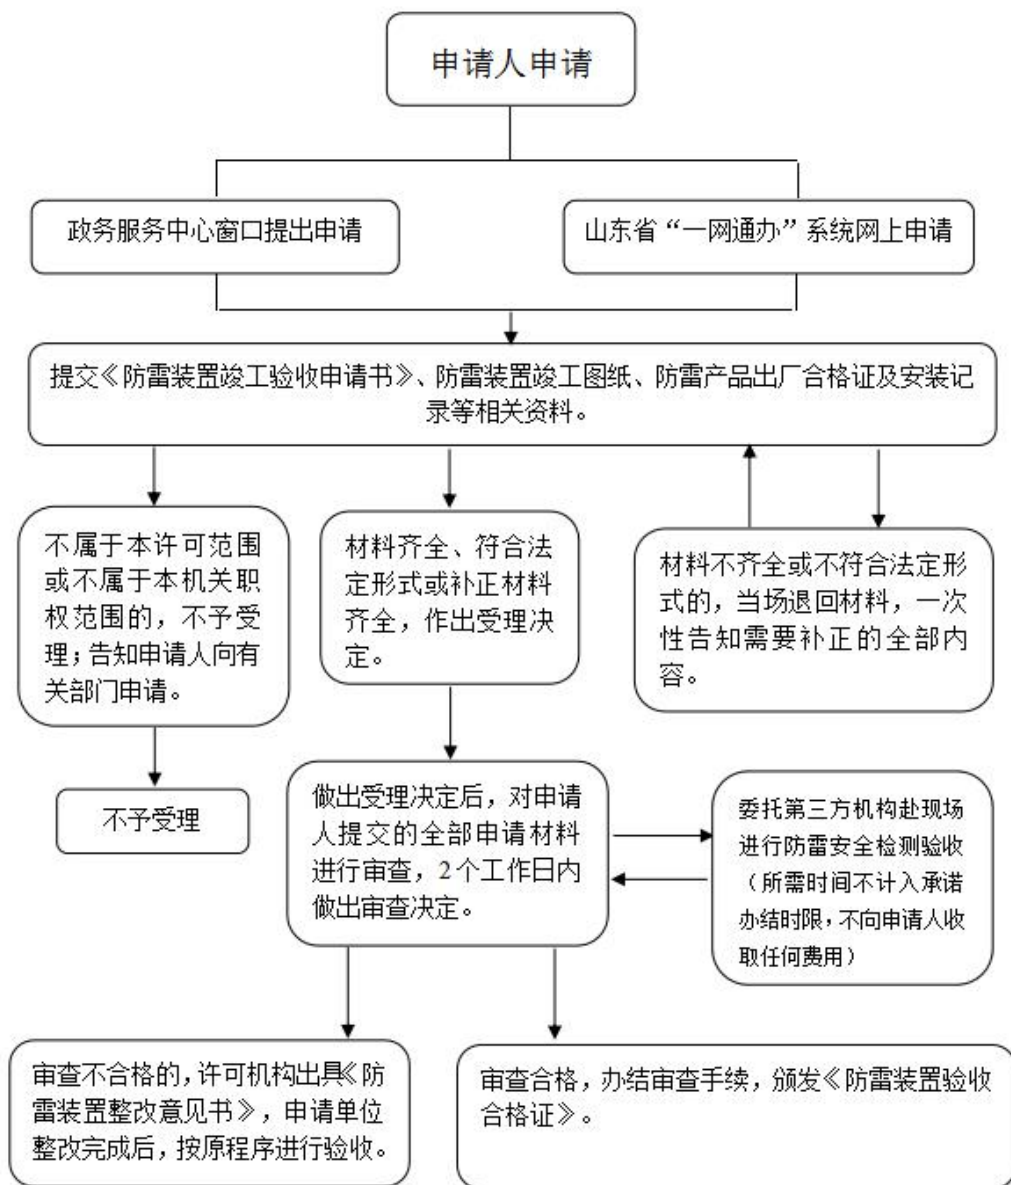 申请人申请
政务服务中心窗口提出申请
山东省“一网通办”系统网上申请
提交《防雷装置竣工验收申请书》、防雷装置竣工图纸、防雷产品出厂合格证及安装记
录等相关资料。
不属于本许可范围
或不属于本机关职
权范围的，不予受
理；告知申请人向有
关部门申请。
材料齐全、符合法
定形式或补正材料
齐全，作出受理决
定。
材料不齐全或不符合法定形
式的，当场退回材料，一次
性告知需要补正的全部内
容。
不予受理
做出受理决定后，对申请
人提交的全部申请材料
进行审查，2个工作日内
做出审查决定。
委托第三方机构赴现场
进行防雷安全检测验收
（所需时间不计入承诺
办结时限，不向申请人收
取任何费用）
审查不合格的，许可机构出具《防
雷装置整改意见书》，申请单位
整改完成后，按原程序进行验收。
审查合格，办结审查手续，颁发《防雷装置验收
合格证》。